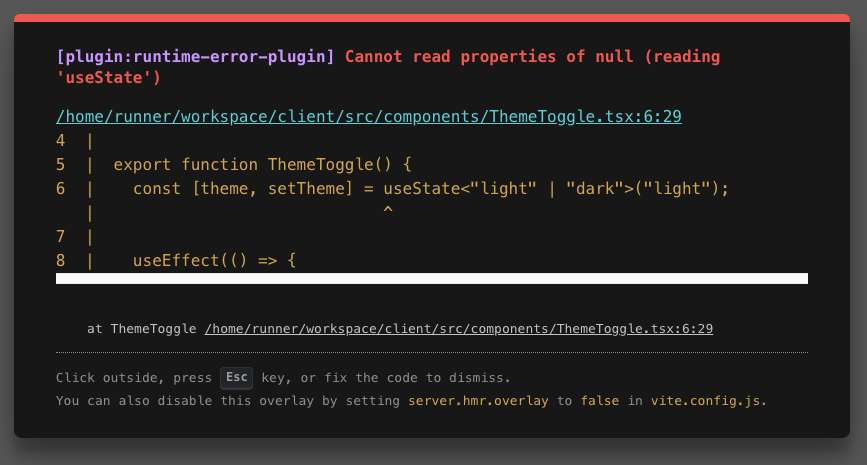 [plugin:runtime-error-plugin] Cannot read properties of null (reading
'useState')
/home/runner/workspace/client/src/components/ThemeToggle.tsx:6:29
4  |
5  |  export function ThemeToggle() {
6  |    const [theme, setTheme] = useState<"light" | "dark">("light");
   |                              ^
7  |
8  |    useEffect(() => {
at ThemeToggle /home/runner/workspace/client/src/components/ThemeToggle.tsx:6:29
Click outside, press Esc key, or fix the code to dismiss.
You can also disable this overlay by setting server.hmr.overlay to false in vite.config.js.